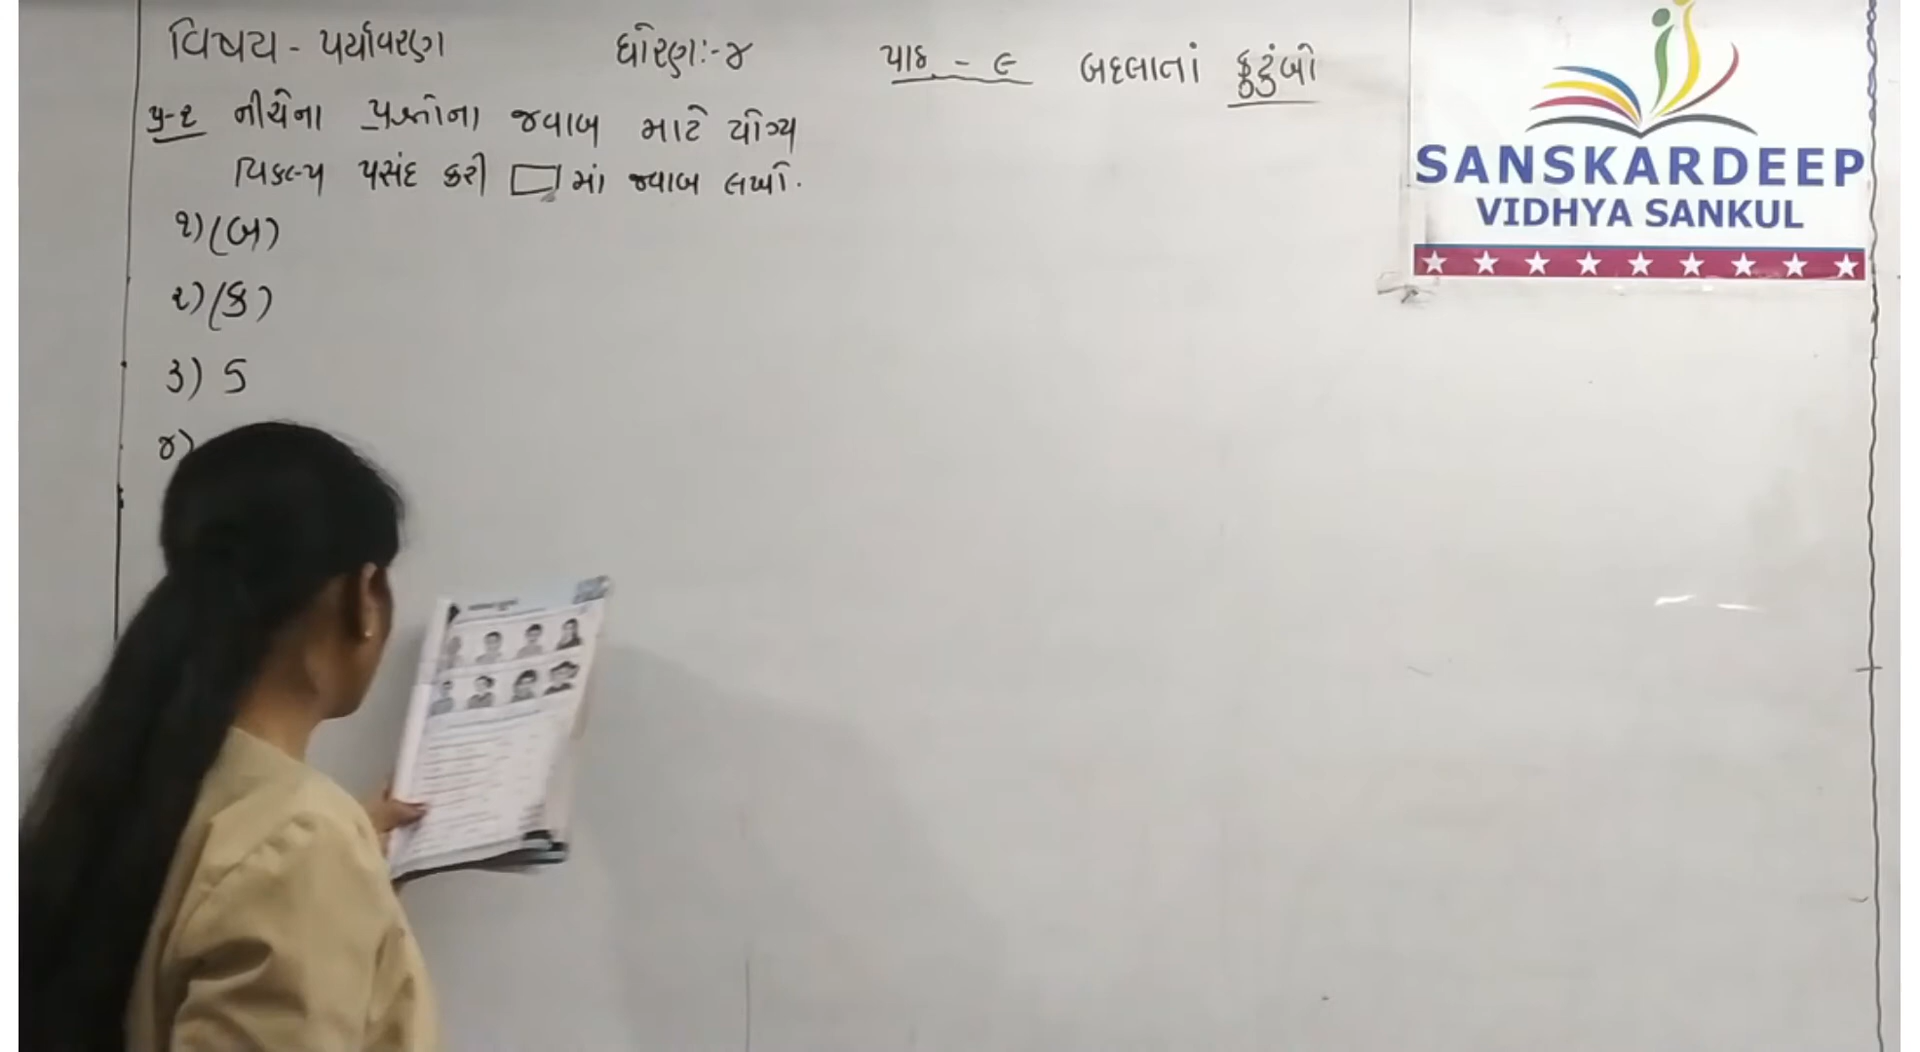 વિષય - પર્યાવરણ ધોરણ:- ૪ પાઠ - ૯ બદલાતાં કુટુંબો
પ્ર-૧ નીચેના પ્રશ્નોના જવાબ માટે યોગ્ય
વિકલ્પ પસંદ કરી માં જવાબ લખો.
૧) (બ)
૨) (ક)
૩) ડ
૪)
SANSKARDEEP
VIDHYA SANKUL